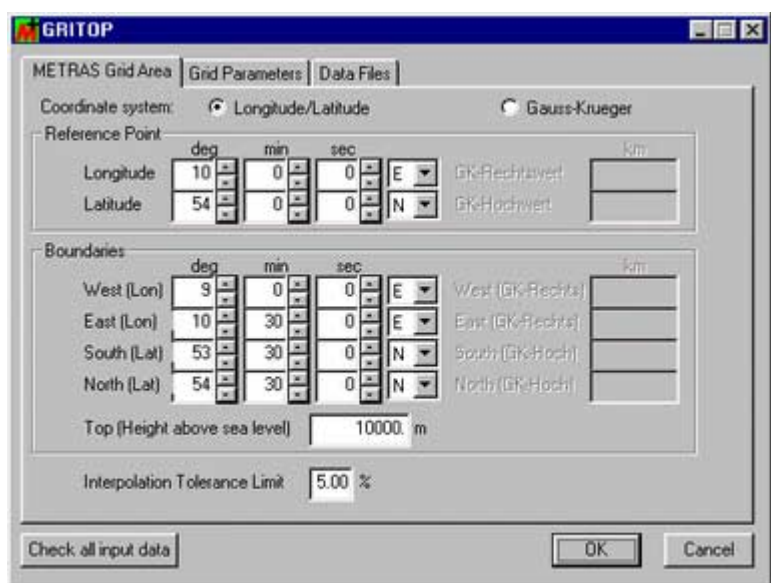 GRITOP
METRAS Grid Area Grid Parameters Data Files
Coordinate system: Longitude/Latitude Gauss-Krueger
Reference Point
deg min sec km
Longitude 10 0 0 E GK-Rechtswert
Latitude 54 0 0 N GK-Hochwert
Boundaries
deg min sec km
West (Lon) 9 0 0 E West (GK-Rechts)
East (Lon) 10 30 0 E East (GK-Rechts)
South (Lat) 53 30 0 N South (GK-Hoch)
North (Lat) 54 30 0 N North (GK-Hoch)
Top (Height above sea level) 10000. m
Interpolation Tolerance Limit 5.00 %
Check all input data OK Cancel